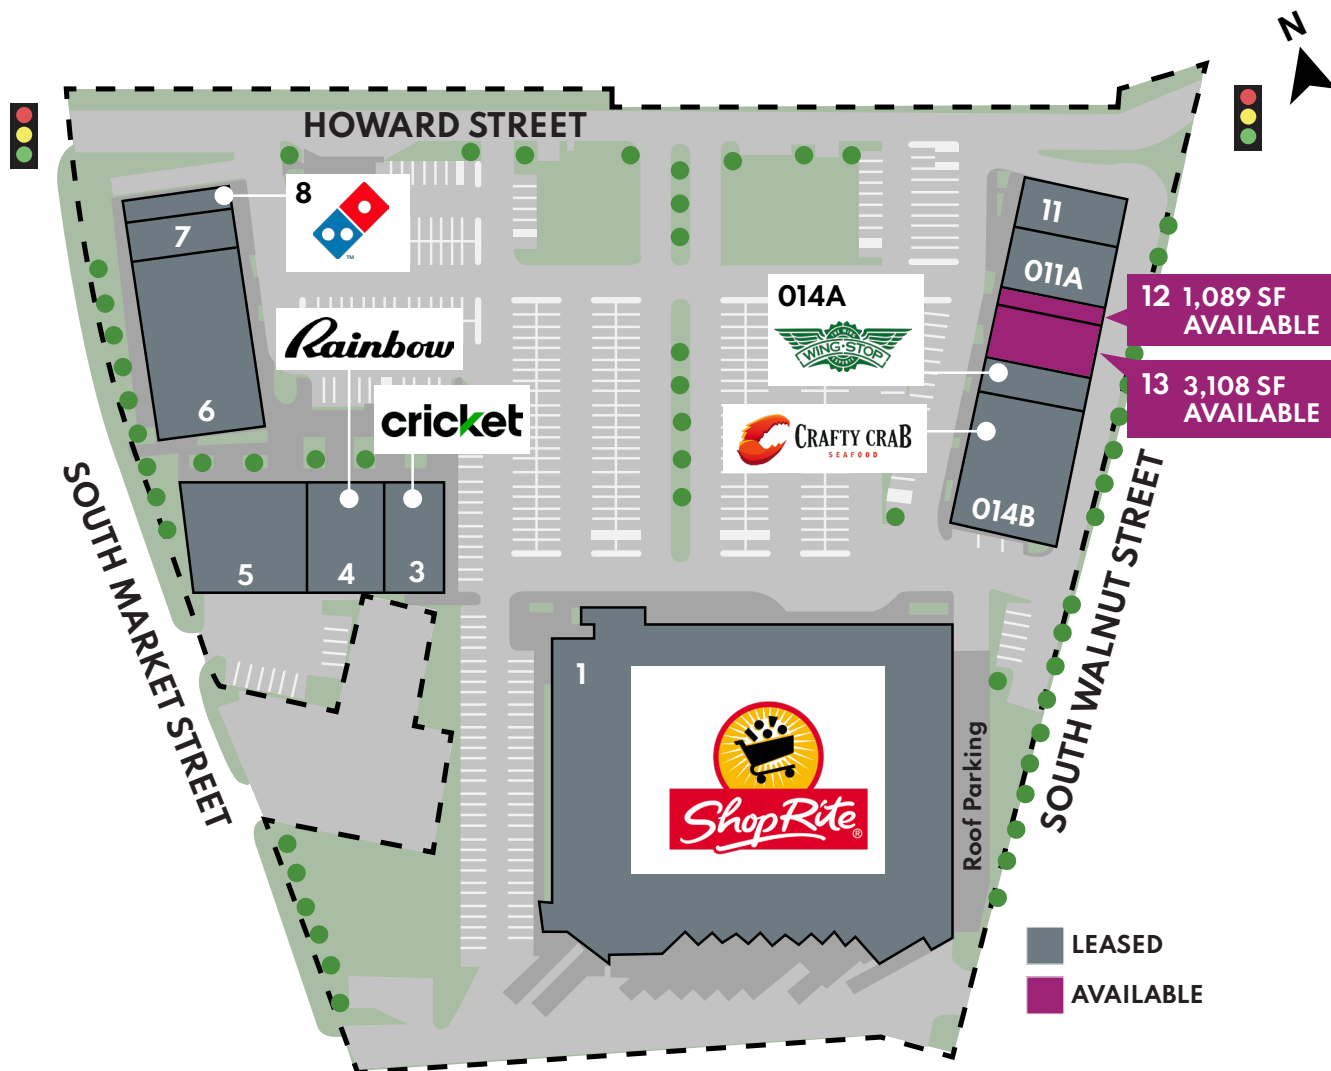 N
HOWARD STREET
8
TM
7
11
011A
12 1,089 SF
AVAILABLE
014A
WING·STOP
Rainbow
13 3,108 SF
AVAILABLE
cricket
6
CRAFTY CRAB
SEAFOOD
014B
SOUTH MARKET STREET
5
4
3
SOUTH WALNUT STREET
1
ShopRite®
Roof Parking
LEASED
AVAILABLE